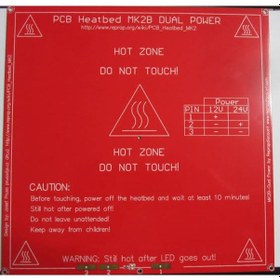 PCB Heatbed MK2B DUAL POWER
http://www.reprap.org/wiki/PCB_Heatbed_MK2
HOT ZONE
DO NOT TOUCH!
Power
PIN 12V 24V
1 + -
2 -
3 - +
HOT ZONE
DO NOT TOUCH!
CAUTION:
Before touching, power off the heatbed and wait at least 10 minutes!
Still hot after powered off!
Do not leave unattended!
Keep away from children!
WARNING: Still hot after LED goes out!